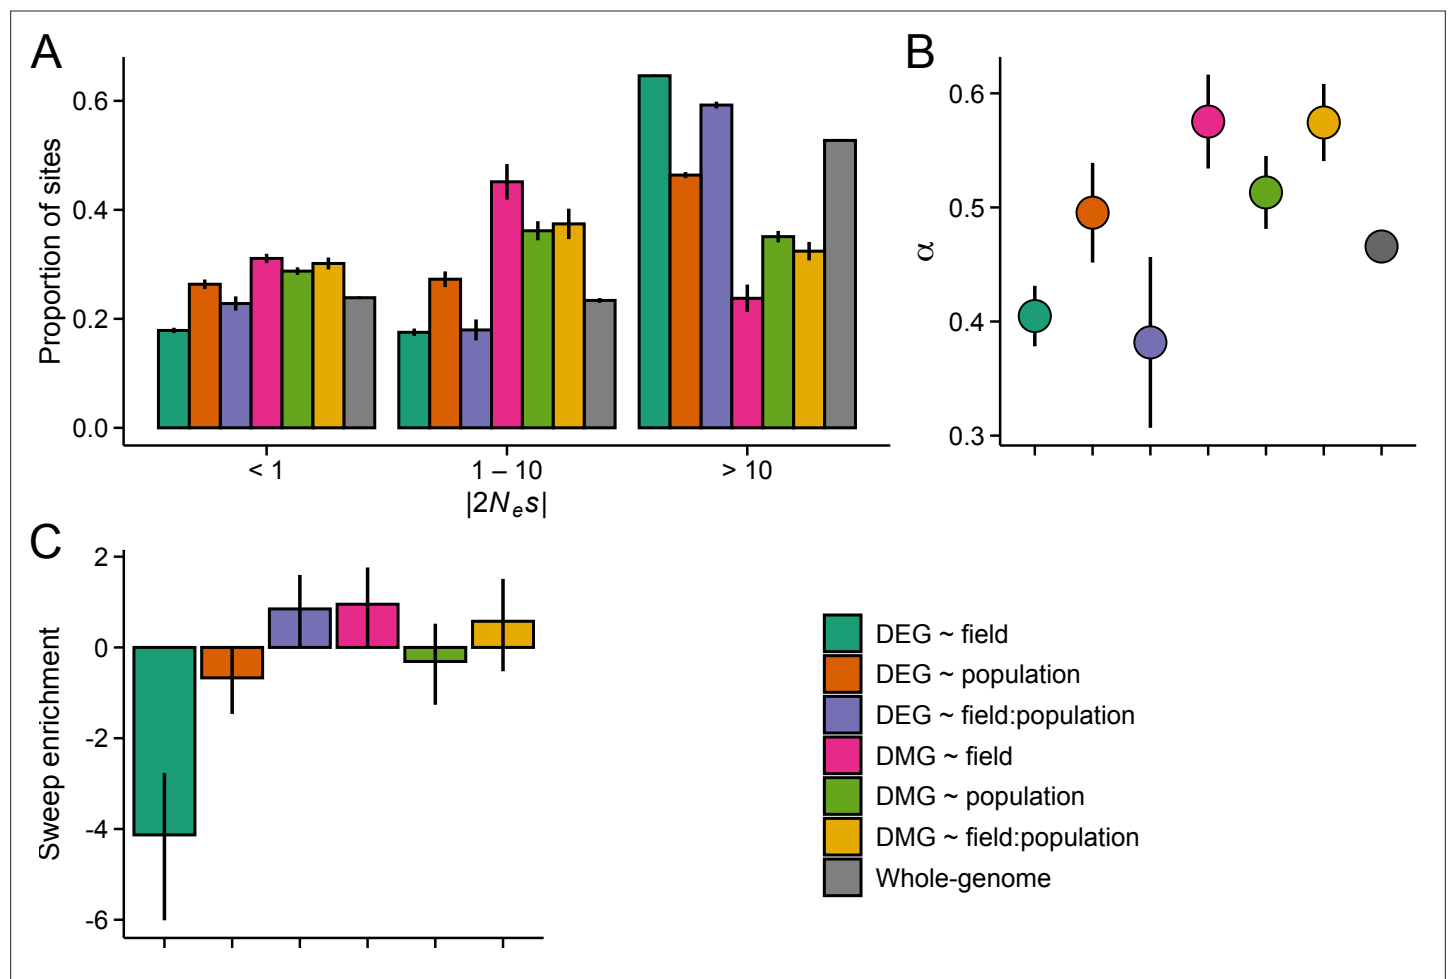 A
Proportion of sites
0.6
0.4
0.2
0.0
< 1
1 – 10
> 10
|2Nₑs|
B
α
0.6
0.5
0.4
0.3
C
Sweep enrichment
2
0
-2
-4
-6
DEG ~ field
DEG ~ population
DEG ~ field:population
DMG ~ field
DMG ~ population
DMG ~ field:population
Whole-genome